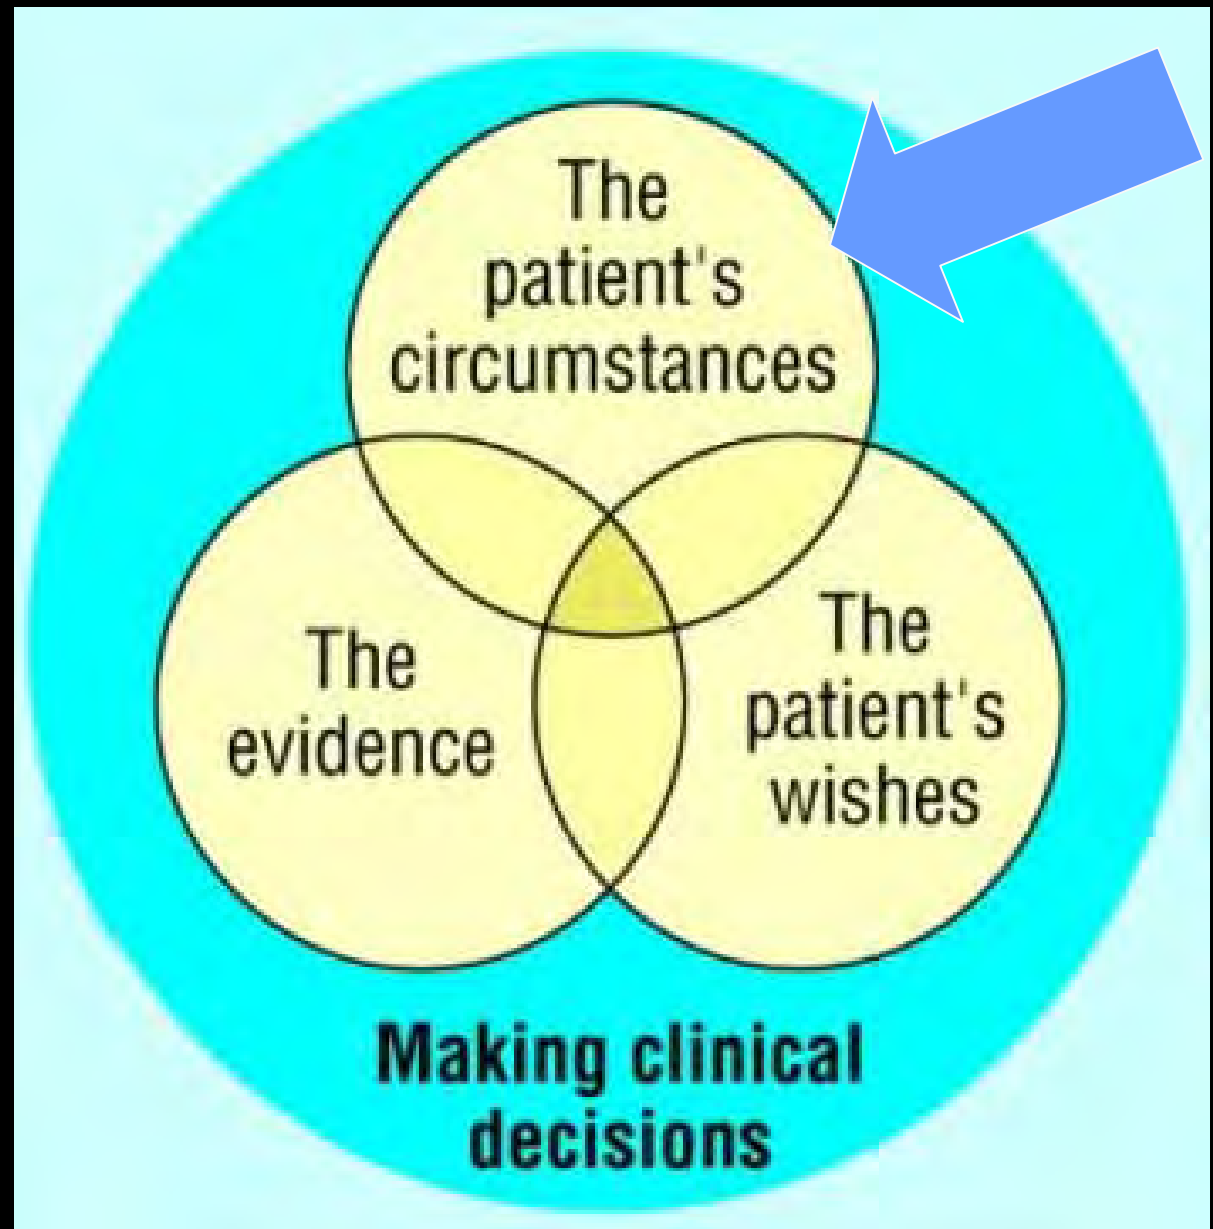 The
patient's
circumstances
The
evidence
The
patient's
wishes
Making clinical
decisions